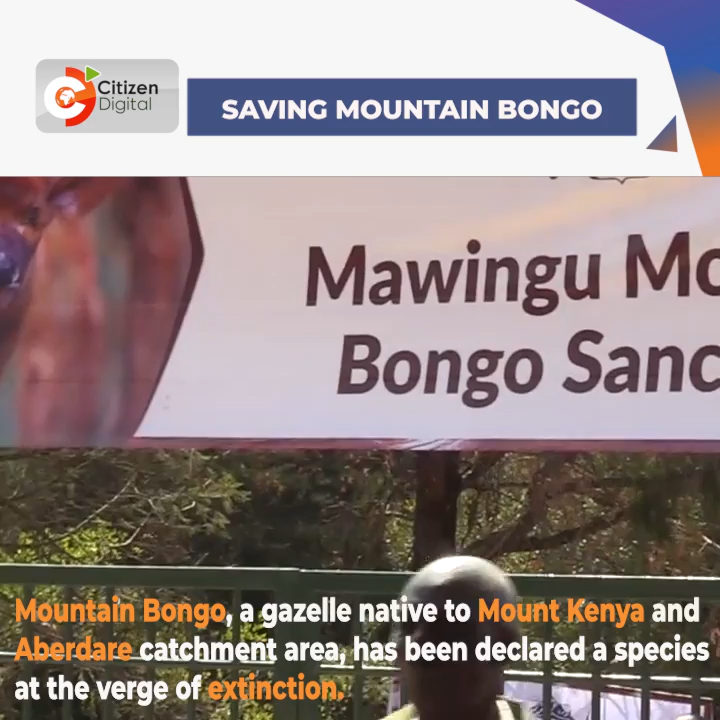 Citizen
Digital
SAVING MOUNTAIN BONGO
Mawingu Mo
Bongo Sanc
Mountain Bongo, a gazelle native to Mount Kenya and
Aberdare catchment area, has been declared a species
at the verge of extinction.